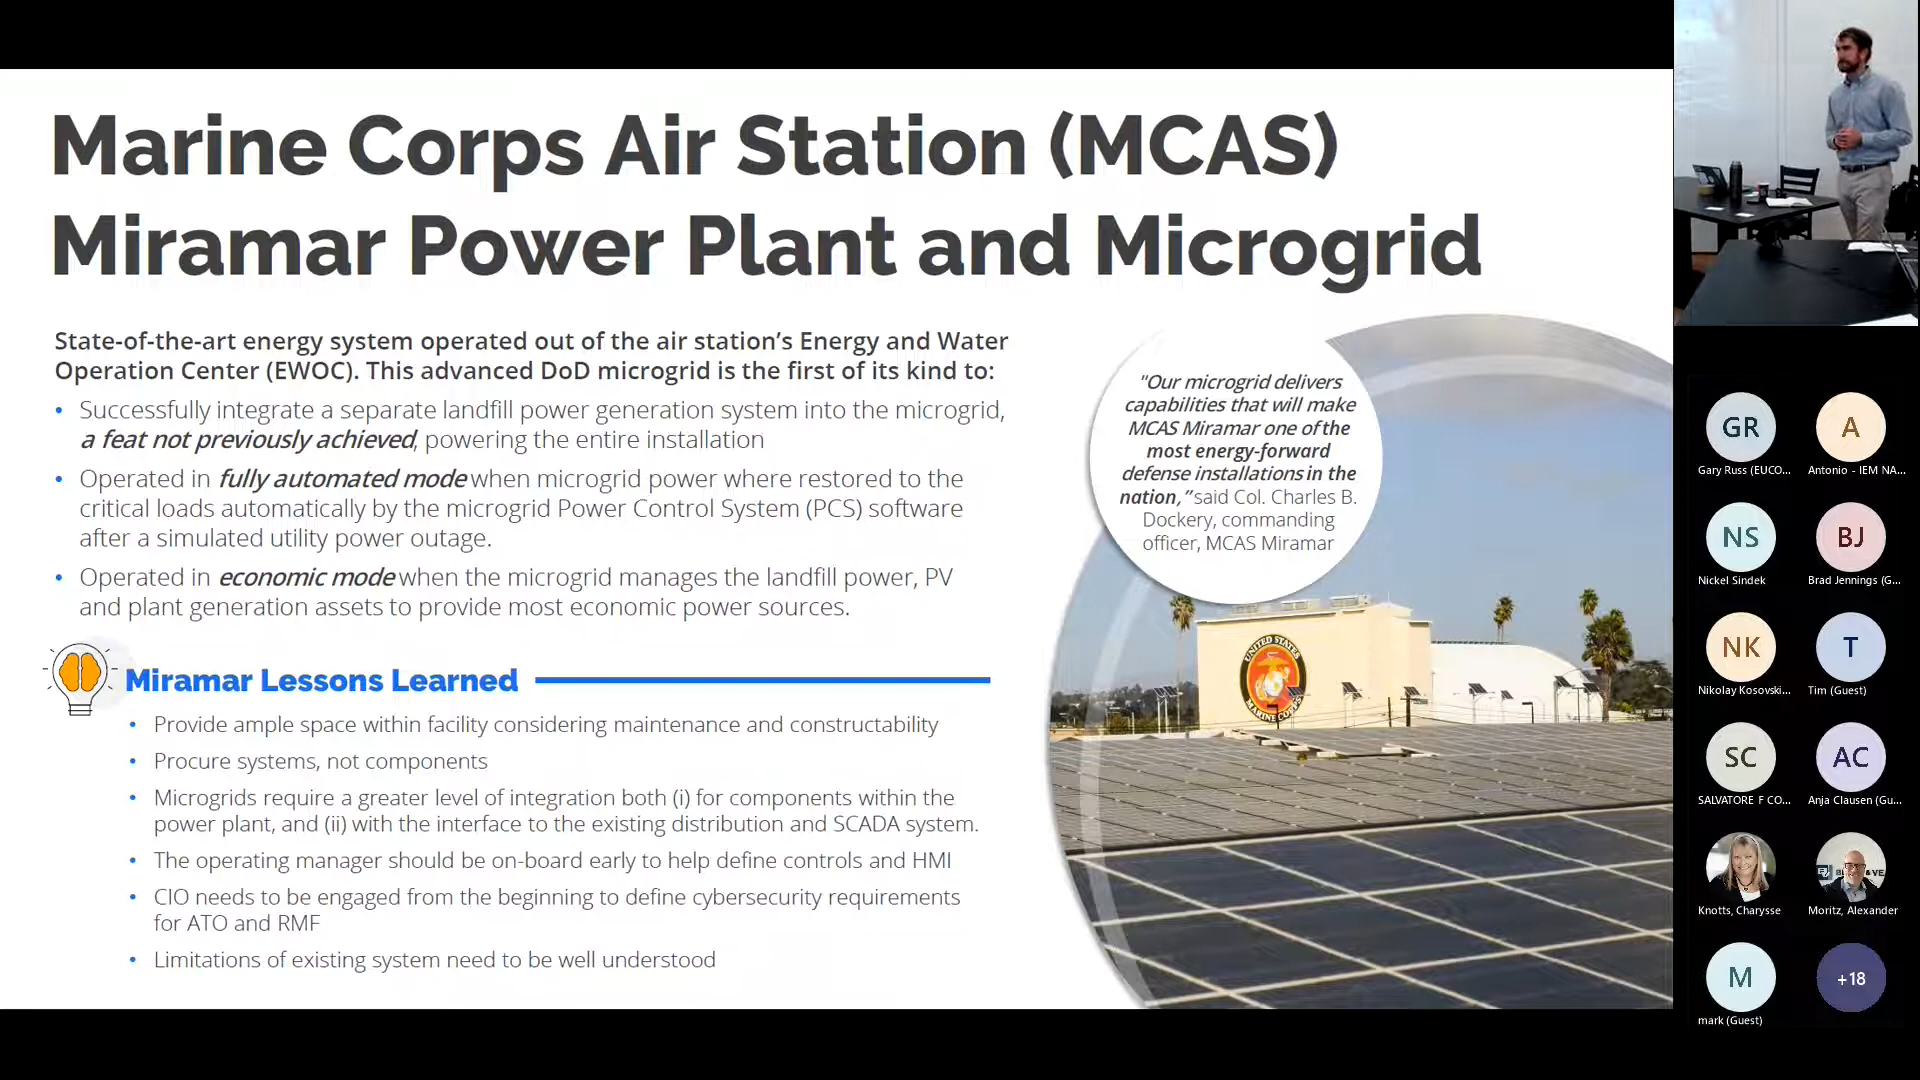 Marine Corps Air Station (MCAS)
Miramar Power Plant and Microgrid
State-of-the-art energy system operated out of the air station’s Energy and Water
Operation Center (EWOC). This advanced DoD microgrid is the first of its kind to:
• Successfully integrate a separate landfill power generation system into the microgrid,
a feat not previously achieved, powering the entire installation
• Operated in fully automated mode when microgrid power where restored to the
critical loads automatically by the microgrid Power Control System (PCS) software
after a simulated utility power outage.
• Operated in economic mode when the microgrid manages the landfill power, PV
and plant generation assets to provide most economic power sources.
Miramar Lessons Learned
• Provide ample space within facility considering maintenance and constructability
• Procure systems, not components
• Microgrids require a greater level of integration both (i) for components within the
power plant, and (ii) with the interface to the existing distribution and SCADA system.
• The operating manager should be on-board early to help define controls and HMI
• CIO needs to be engaged from the beginning to define cybersecurity requirements
for ATO and RMF
• Limitations of existing system need to be well understood
"Our microgrid delivers
capabilities that will make
MCAS Miramar one of the
most energy-forward
defense installations in the
nation,” said Col. Charles B.
Dockery, commanding
officer, MCAS Miramar
UNITED STATES
MARINE CORPS
GR
Gary Russ (EUCO...
A
Antonio - IEM NA...
NS
Nickel Sindek
BJ
Brad Jennings (G...
NK
Nikolay Kosovski...
T
Tim (Guest)
SC
SALVATORE F CO...
AC
Anja Clausen (Gu...
Knotts, Charysse
Moritz, Alexander
M
mark (Guest)
+18